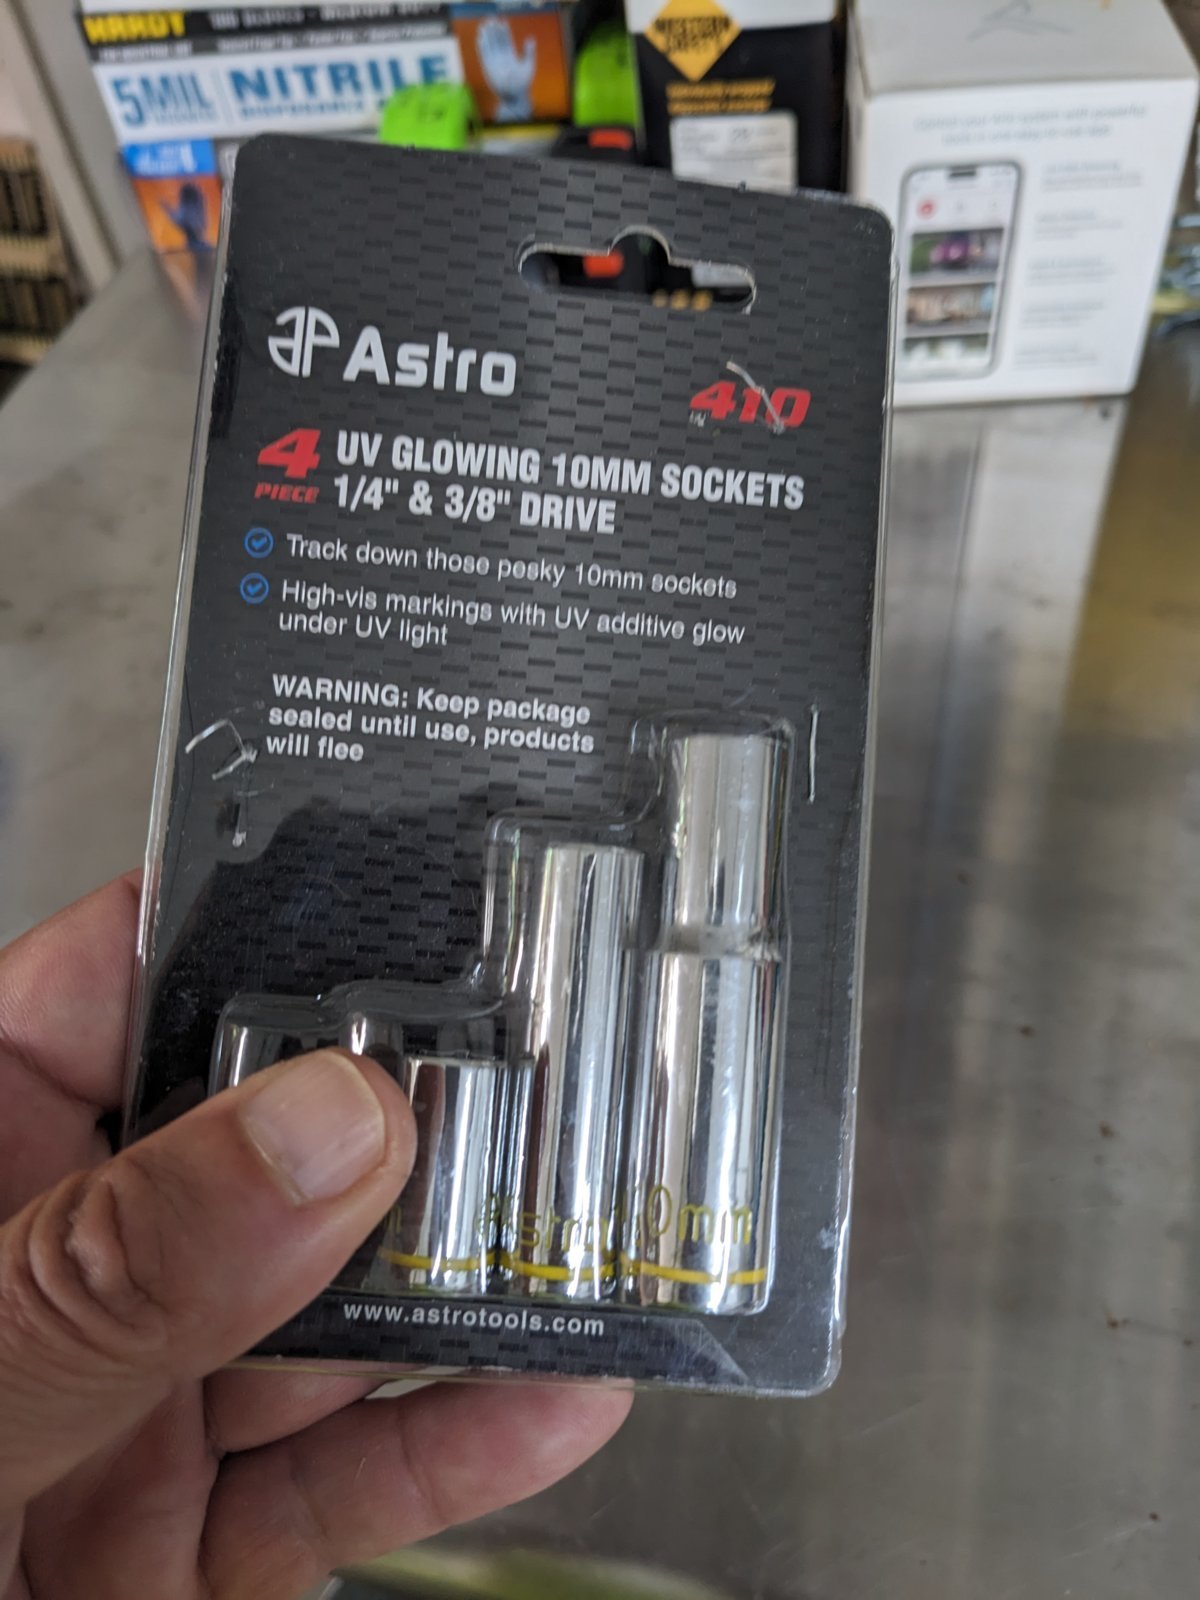 HARDY
5MIL
NITRILE
Astro
410
4
PIECE
UV GLOWING 10MM SOCKETS
1/4" & 3/8" DRIVE
Track down those pesky 10mm sockets
High-vis markings with UV additive glow
under UV light
WARNING: Keep package
sealed until use, products
will flee
Astro 10mm
www.astrotools.com